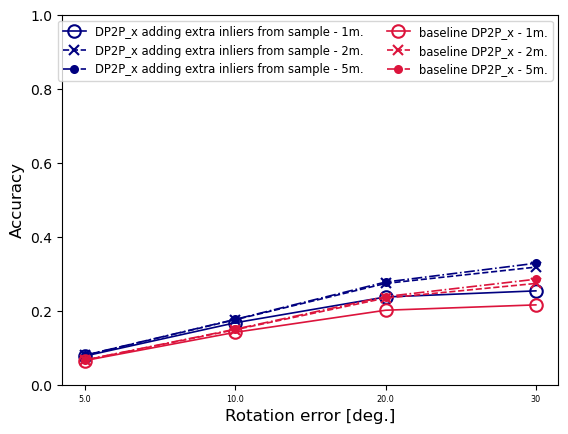 1.0
DP2P_x adding extra inliers from sample - 1m.
DP2P_x adding extra inliers from sample - 2m.
DP2P_x adding extra inliers from sample - 5m.
baseline DP2P_x - 1m.
baseline DP2P_x - 2m.
baseline DP2P_x - 5m.
0.8
0.6
0.4
0.2
0.0
Accuracy
5.0 10.0 20.0 30
Rotation error [deg.]